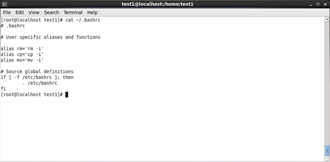 test1@localhost:/home/test1
File Edit View Search Terminal Help
[root@localhost test1]# cat ~/.bashrc
# .bashrc

# User specific aliases and functions

alias rm='rm -i'
alias cp='cp -i'
alias mv='mv -i'

# Source global definitions
if [ -f /etc/bashrc ]; then
        . /etc/bashrc
fi
[root@localhost test1]#